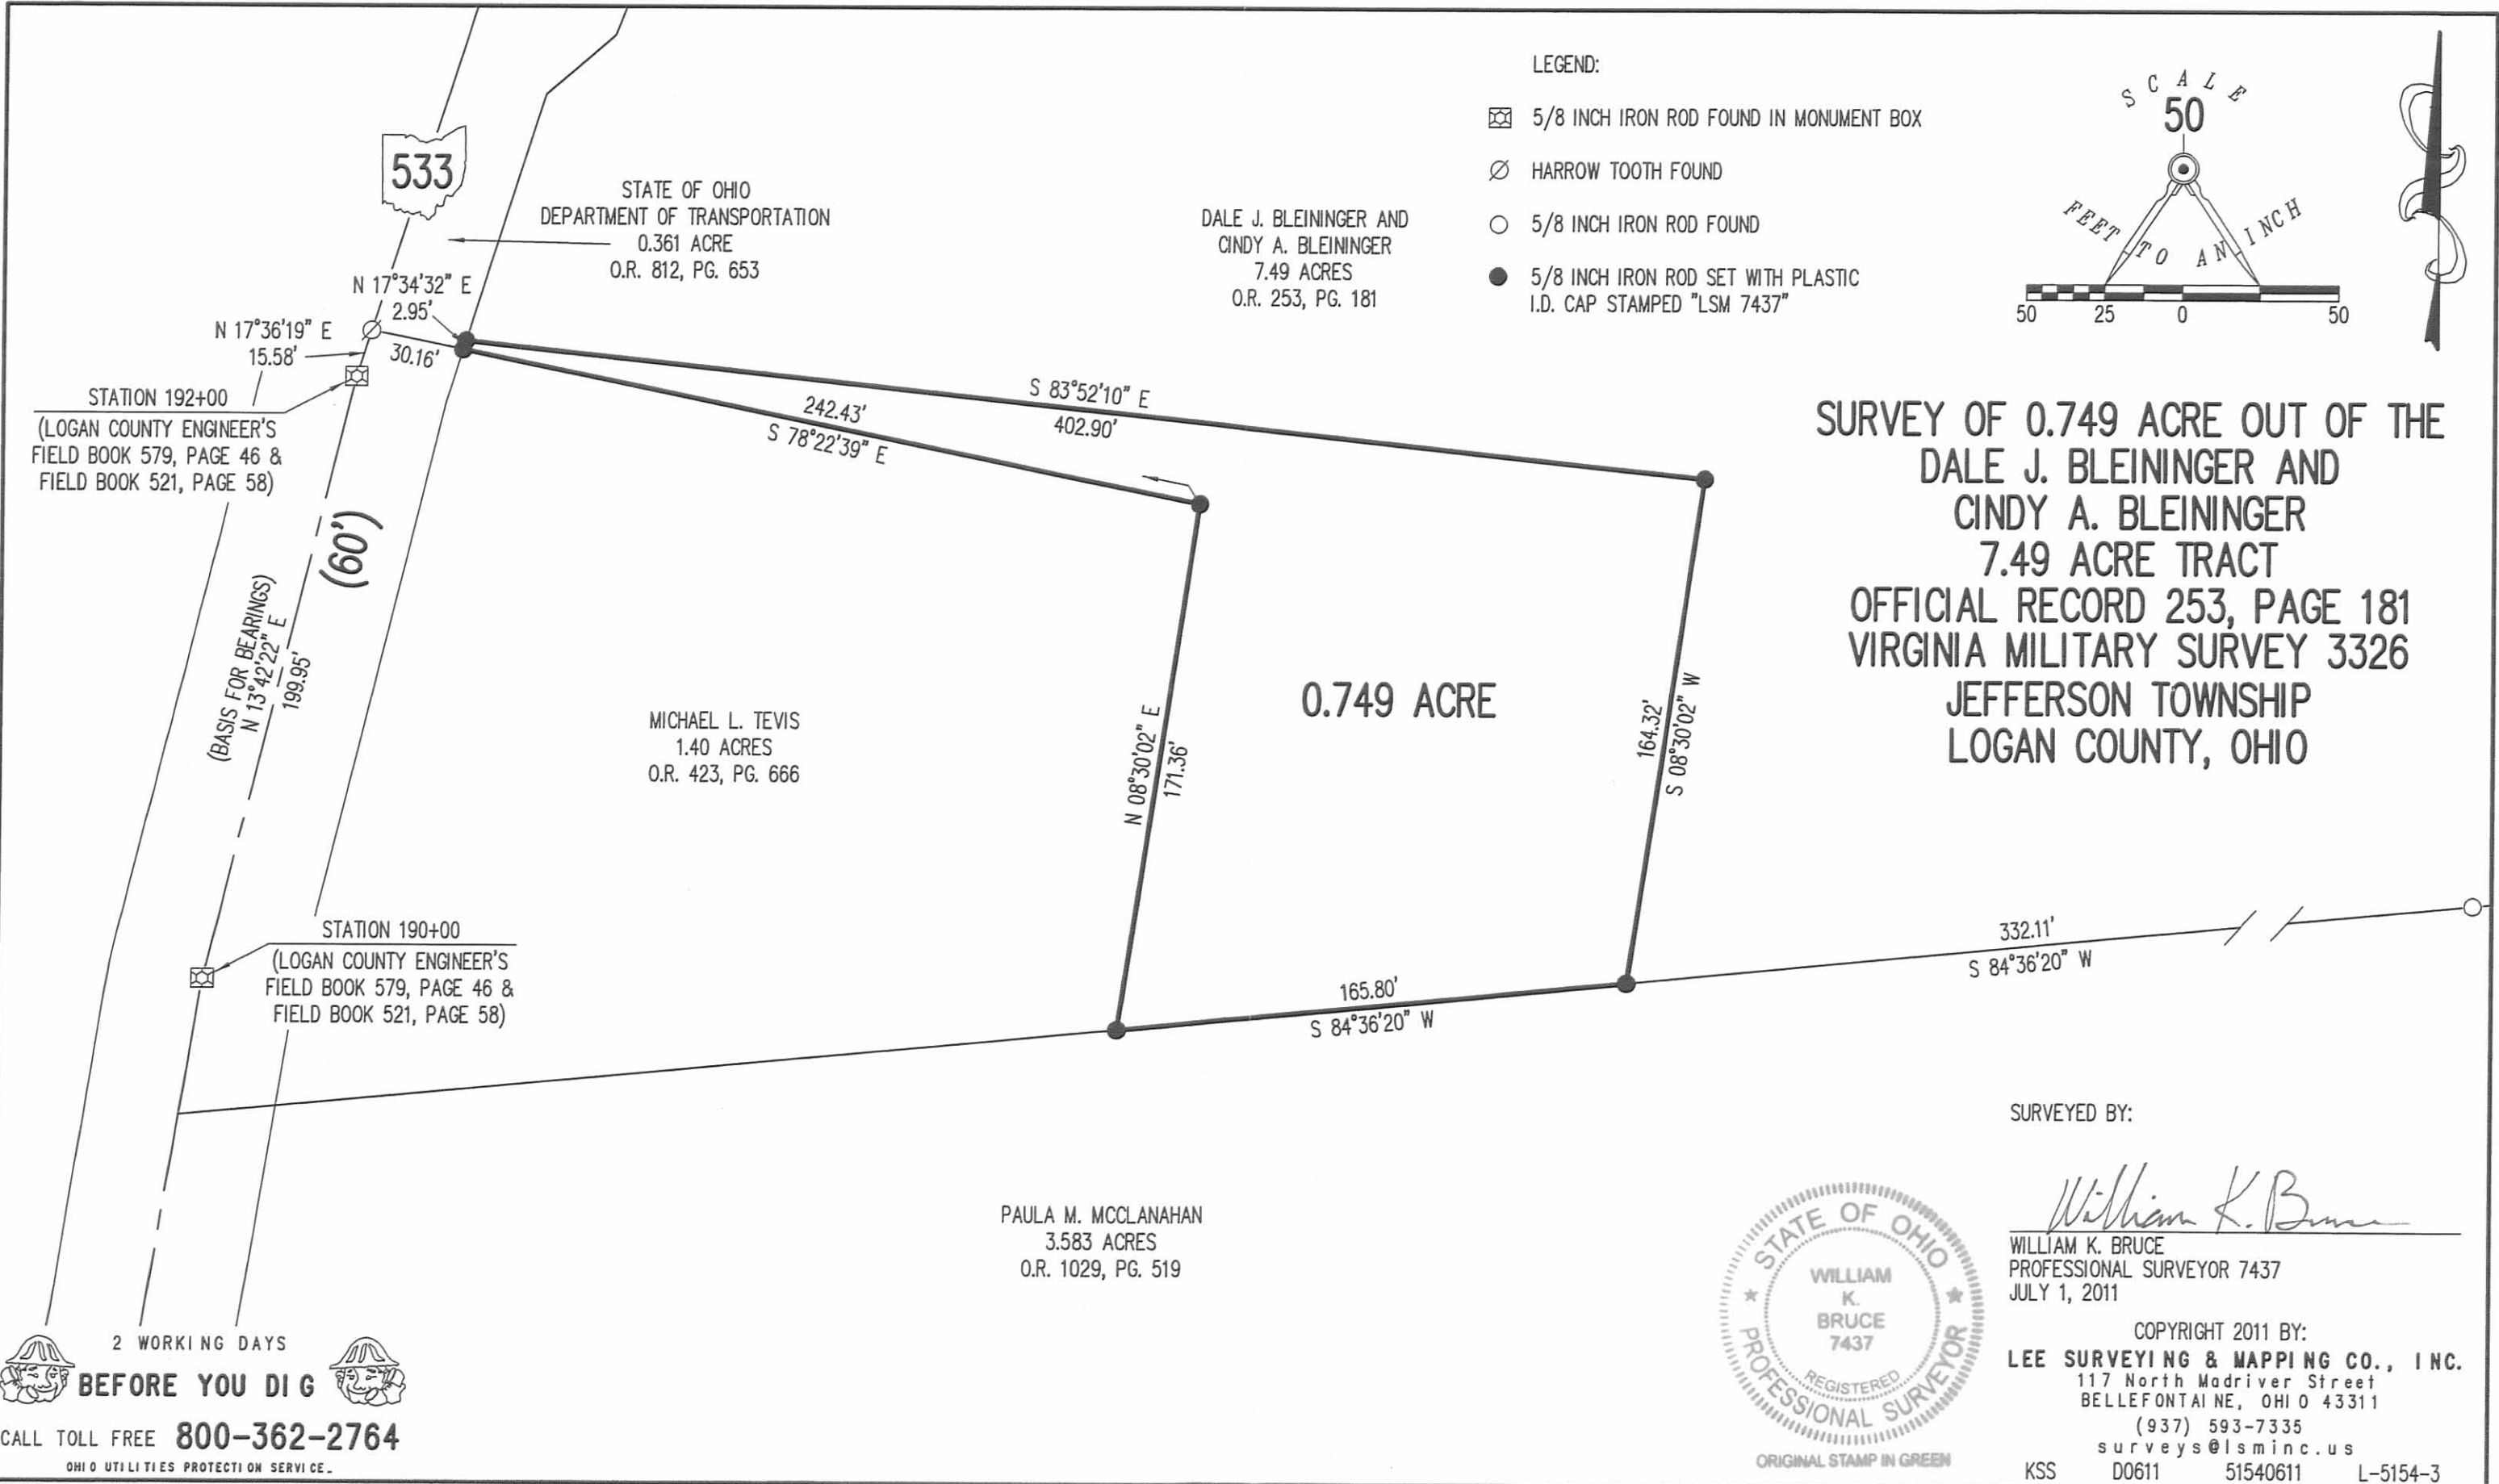 533
STATE OF OHIO
DEPARTMENT OF TRANSPORTATION
0.361 ACRE
O.R. 812, PG. 653
DALE J. BLEININGER AND
CINDY A. BLEININGER
7.49 ACRES
O.R. 253, PG. 181
LEGEND:
5/8 INCH IRON ROD FOUND IN MONUMENT BOX
HARROW TOOTH FOUND
5/8 INCH IRON ROD FOUND
5/8 INCH IRON ROD SET WITH PLASTIC
I.D. CAP STAMPED "LSM 7437"
SCALE
50
FEET TO AN INCH
50 25 0 50
N 17°34'32" E
2.95'
N 17°36'19" E
15.58'
30.16'
STATION 192+00
(LOGAN COUNTY ENGINEER'S
FIELD BOOK 579, PAGE 46 &
FIELD BOOK 521, PAGE 58)
242.43'
S 78°22'39" E
S 83°52'10" E
402.90'
SURVEY OF 0.749 ACRE OUT OF THE
DALE J. BLEININGER AND
CINDY A. BLEININGER
7.49 ACRE TRACT
OFFICIAL RECORD 253, PAGE 181
VIRGINIA MILITARY SURVEY 3326
JEFFERSON TOWNSHIP
LOGAN COUNTY, OHIO
(60')
(BASIS FOR BEARINGS)
N 13°42'22" E
199.95'
MICHAEL L. TEVIS
1.40 ACRES
O.R. 423, PG. 666
N 08°30'02" E
171.36'
0.749 ACRE
164.32'
S 08°30'02" W
STATION 190+00
(LOGAN COUNTY ENGINEER'S
FIELD BOOK 579, PAGE 46 &
FIELD BOOK 521, PAGE 58)
165.80'
S 84°36'20" W
332.11'
S 84°36'20" W
PAULA M. MCCLANAHAN
3.583 ACRES
O.R. 1029, PG. 519
SURVEYED BY:
William K. Bruce
WILLIAM K. BRUCE
PROFESSIONAL SURVEYOR 7437
JULY 1, 2011
STATE OF OHIO
WILLIAM
K.
BRUCE
7437
REGISTERED
PROFESSIONAL SURVEYOR
ORIGINAL STAMP IN GREEN
COPYRIGHT 2011 BY:
LEE SURVEYING & MAPPING CO., INC.
117 North Madriver Street
BELLEFONTAINE, OHIO 43311
(937) 593-7335
surveys@lsminc.us
KSS D0611 51540611 L-5154-3
2 WORKING DAYS
BEFORE YOU DIG
CALL TOLL FREE 800-362-2764
OHIO UTILITIES PROTECTION SERVICE.